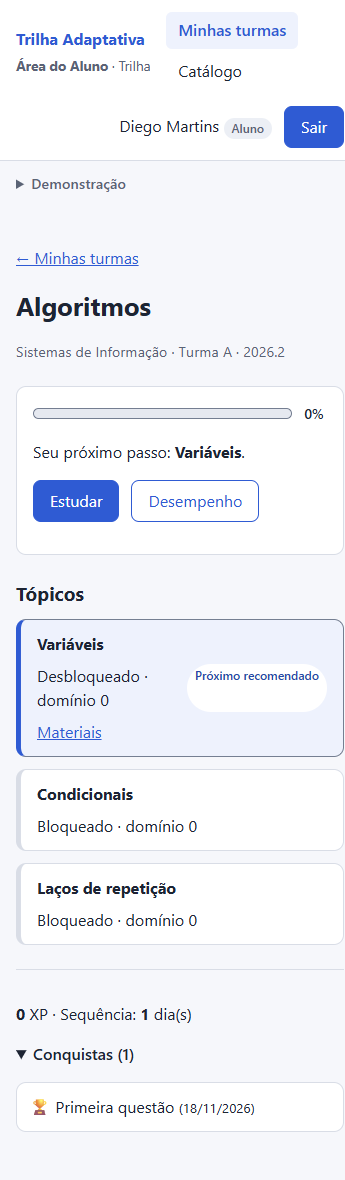 Trilha Adaptativa
Área do Aluno · Trilha
Minhas turmas
Catálogo
Diego Martins Aluno
Sair
▶ Demonstração
← Minhas turmas
Algoritmos
Sistemas de Informação · Turma A · 2026.2
0%
Seu próximo passo: Variáveis.
Estudar
Desempenho
Tópicos
Variáveis
Desbloqueado ·
domínio 0
Próximo recomendado
Materiais
Condicionais
Bloqueado · domínio 0
Laços de repetição
Bloqueado · domínio 0
0 XP · Sequência: 1 dia(s)
▼ Conquistas (1)
🏆 Primeira questão (18/11/2026)